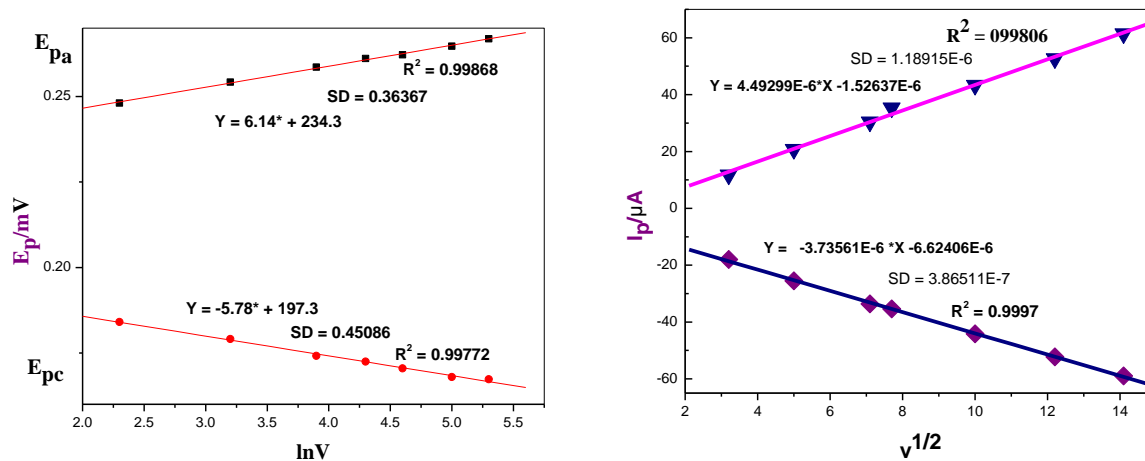 E_pa
R² = 0.99868
0.25
SD = 0.36367
Y = 6.14* + 234.3
E_p/mV
0.20
Y = -5.78* + 197.3
SD = 0.45086
R² = 0.99772
E_pc
2.0 2.5 3.0 3.5 4.0 4.5 5.0 5.5
lnV
R² = 099806
60
SD = 1.18915E-6
Y = 4.49299E-6*X -1.52637E-6
40
20
I_p/µA
0
Y = -3.73561E-6 *X -6.62406E-6
-20
SD = 3.86511E-7
R² = 0.9997
-40
-60
2 4 6 8 10 12 14
v^1/2